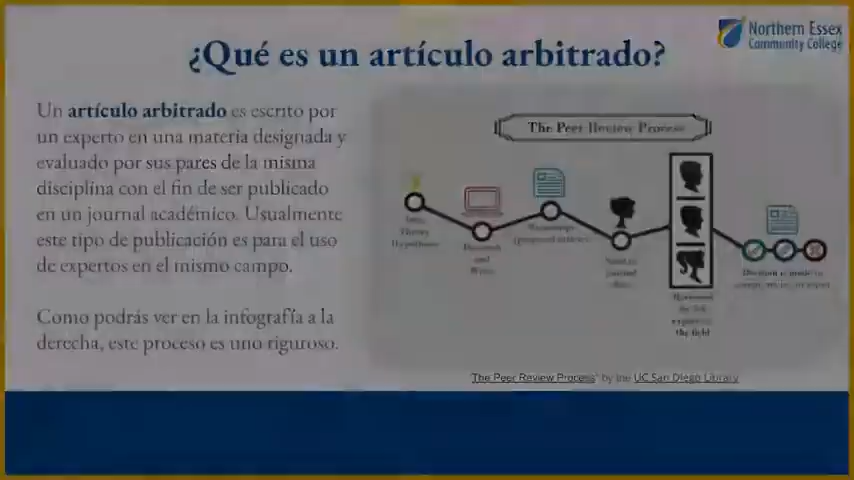 Northern Essex
Community College
¿Qué es un artículo arbitrado?
Un artículo arbitrado es escrito por
un experto en una materia designada y
evaluado por sus pares de la misma
disciplina con el fin de ser publicado
en un journal académico. Usualmente
este tipo de publicación es para el uso
de expertos en el mismo campo.
Como podrás ver en la infografía a la
derecha, este proceso es uno riguroso.
The Peer Review Process
and
Write
the field
The Peer Review Process" by the UC San Diego Library